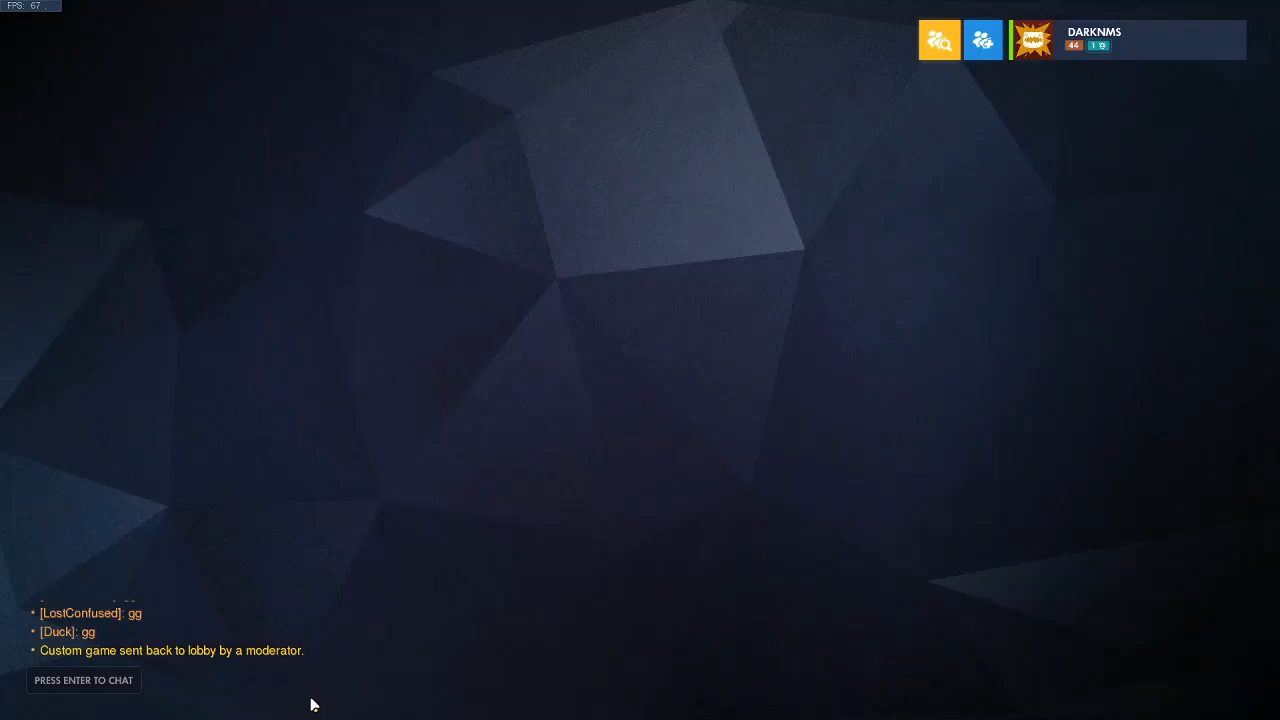 FPS: 67 .
DARKNMS
44 1
[LostConfused]: gg
[Duck]: gg
Custom game sent back to lobby by a moderator.
PRESS ENTER TO CHAT